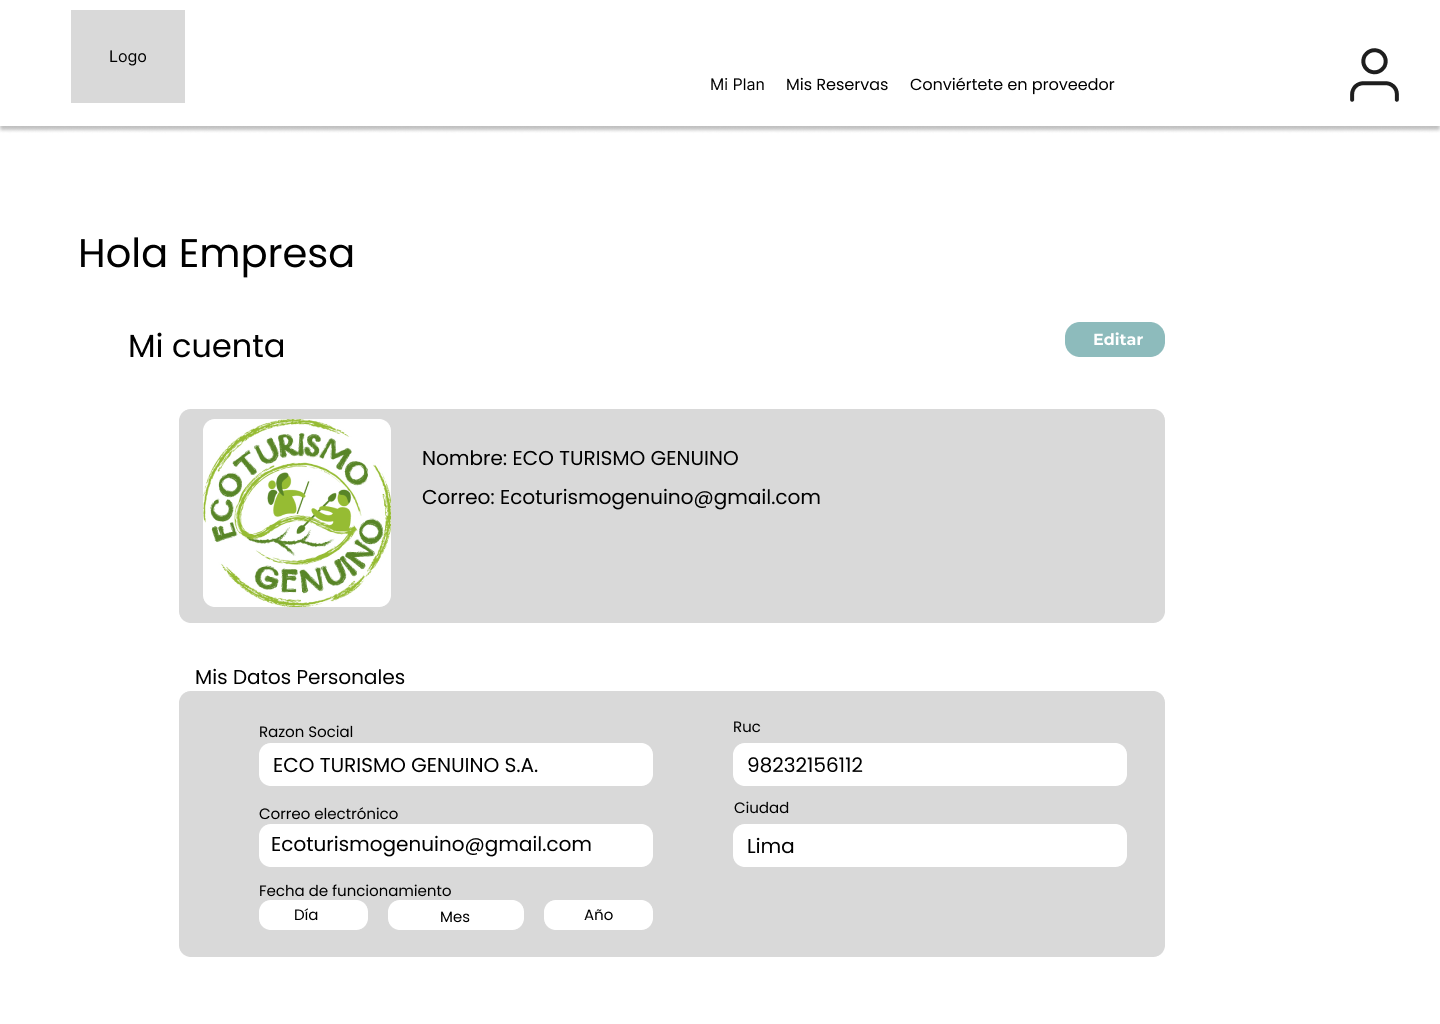 Logo
Mi Plan Mis Reservas Conviértete en proveedor
Hola Empresa
Mi cuenta
Editar
ECOTURISMO
GENUINO
Nombre: ECO TURISMO GENUINO
Correo: Ecoturismogenuino@gmail.com
Mis Datos Personales
Razon Social
ECO TURISMO GENUINO S.A.
Ruc
98232156112
Correo electrónico
Ecoturismogenuino@gmail.com
Ciudad
Lima
Fecha de funcionamiento
Día Mes Año